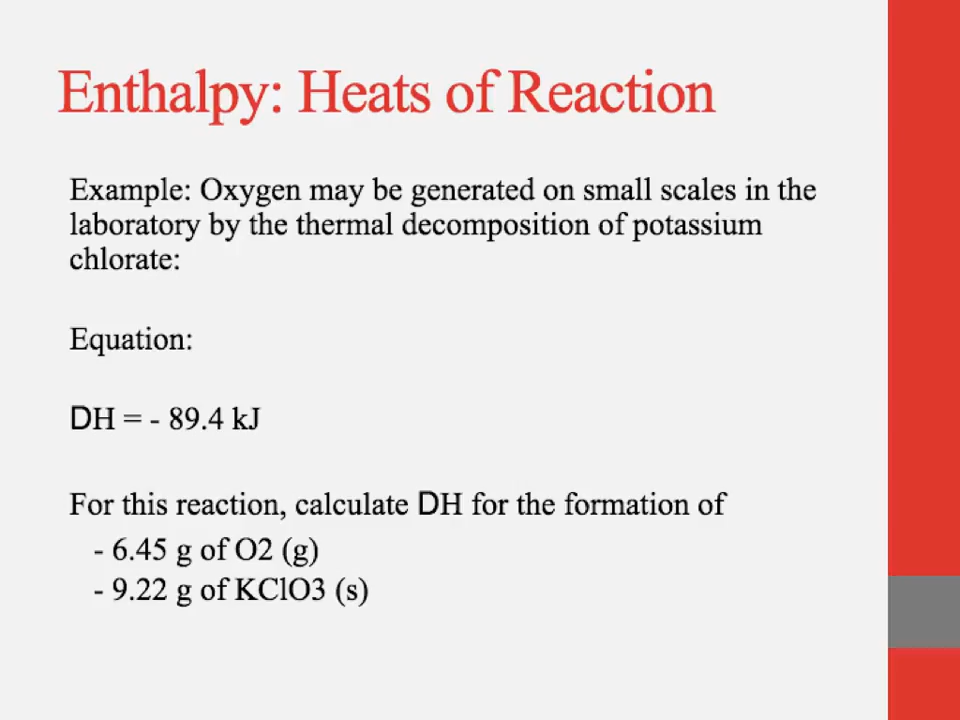 Enthalpy: Heats of Reaction
Example: Oxygen may be generated on small scales in the
laboratory by the thermal decomposition of potassium
chlorate:
Equation:
DH = - 89.4 kJ
For this reaction, calculate DH for the formation of
- 6.45 g of O2 (g)
- 9.22 g of KClO3 (s)